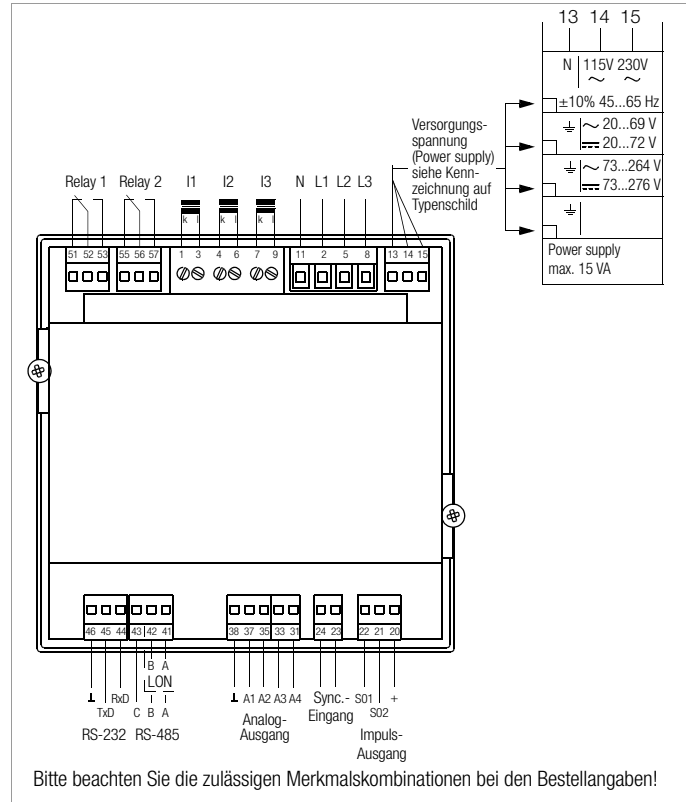 13 14 15
N 115V 230V
∼ ∼
±10% 45...65 Hz
∼ 20...69 V
20...72 V
∼ 73...264 V
73...276 V
Power supply
max. 15 VA
Versorgungs-
spannung
(Power supply)
siehe Kenn-
zeichnung auf
Typenschild
Relay 1 Relay 2 I1 I2 I3 N L1 L2 L3
k l k l k l
51 52 53 55 56 57 1 3 4 6 7 9 11 2 5 8 13 14 15
46 45 44 43 42 41 38 37 35 33 31 24 23 22 21 20
B A
LON
RxD A1 A2 A3 A4 S01 +
TxD C B A S02
RS-232 RS-485
Analog-
Ausgang
Sync.-
Eingang
Impuls-
Ausgang
Bitte beachten Sie die zulässigen Merkmalskombinationen bei den Bestellangaben!